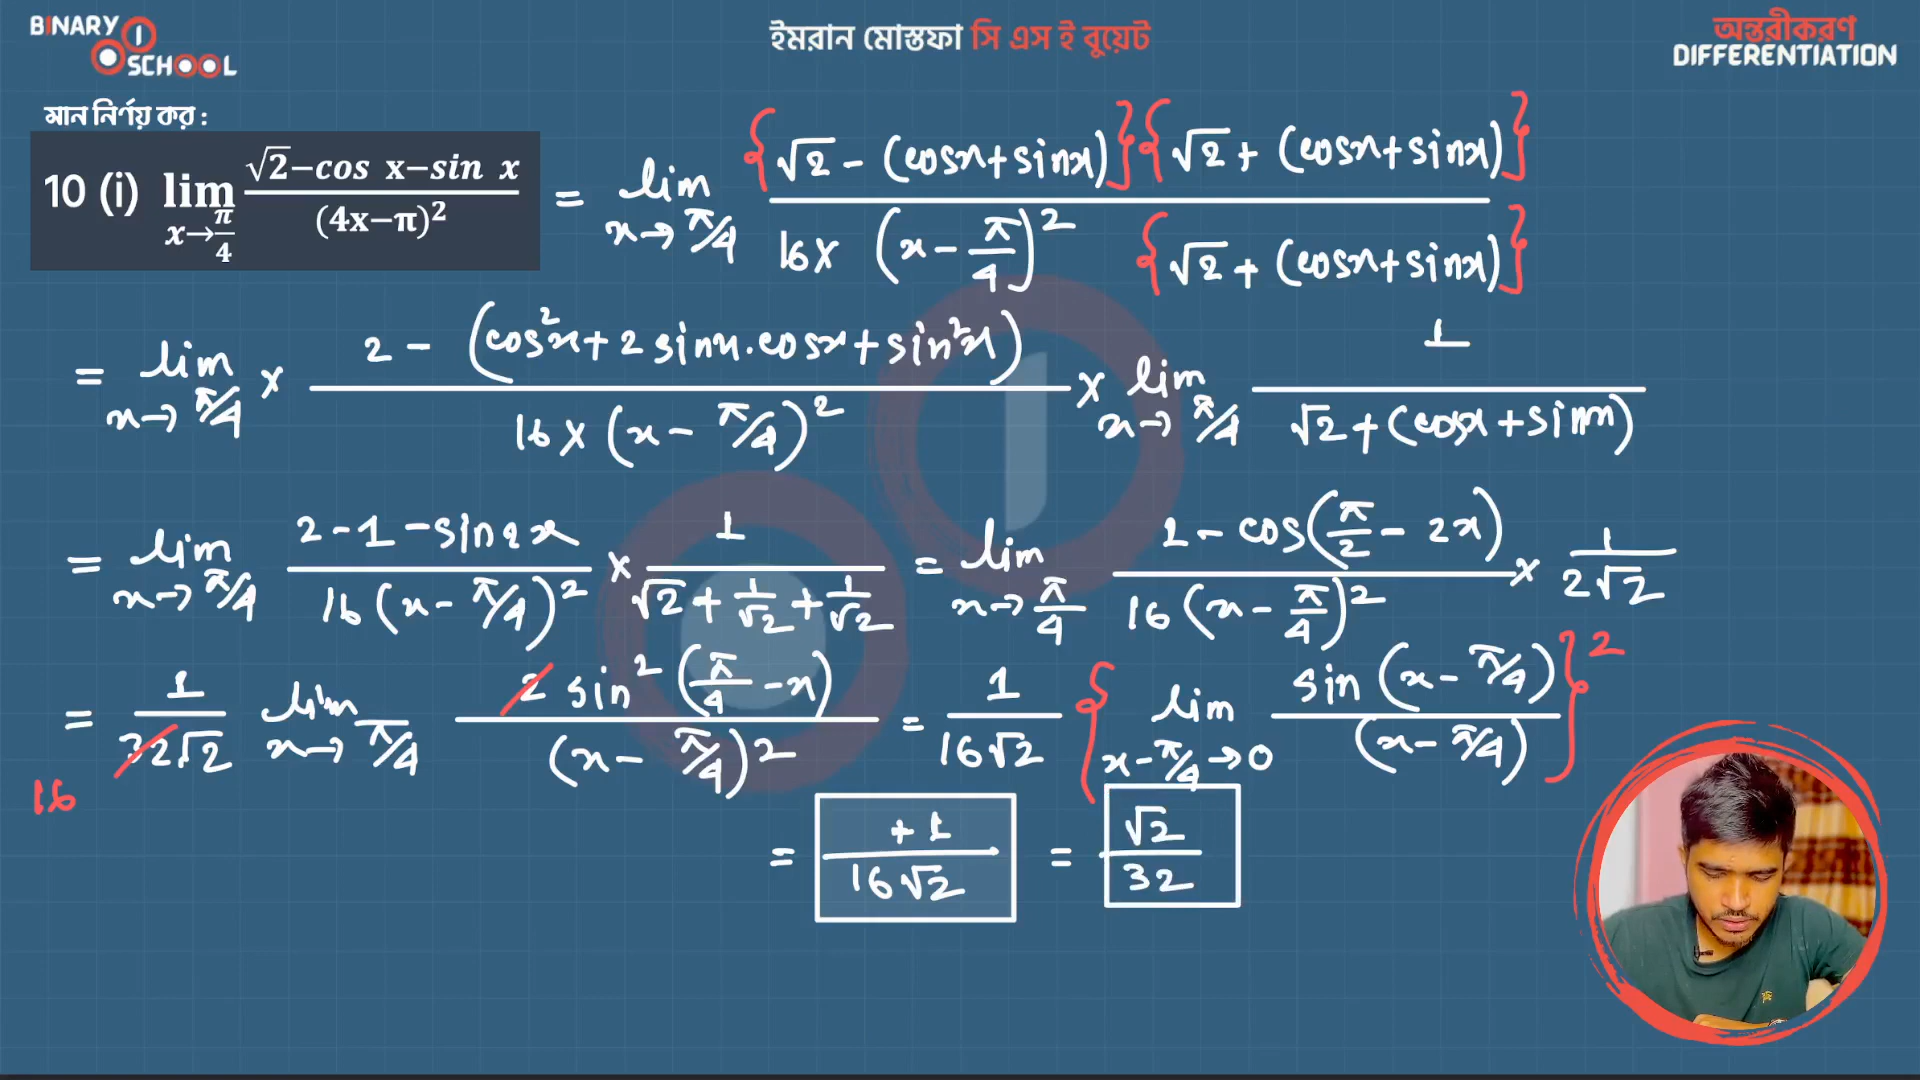 BINARY SCHOOL
ইমরান মোস্তফা সি এস ই বুয়েট
অন্তরীকরণ
DIFFERENTIATION
মান নির্ণয় কর :
10 (i) lim x→π/4 (√2−cos x−sin x)/(4x−π)²
= lim x→π/4 {√2 - (cosx+sinx)}{√2 + (cosx+sinx)} / 16× (x-π/4)² {√2 + (cosx+sinx)}
= lim x→π/4 × 2 - (cos²x+2sinx.cosx+sin²x) / 16×(x-π/4)² × lim x→π/4 1 / √2+(cosx+sinx)
= lim x→π/4 2-1-sin2x / 16(x-π/4)² × 1 / √2+1/√2+1/√2 = lim x→π/4 1-cos(π/2-2x) / 16(x-π/4)² × 1/2√2
= 1/32√2 lim x→π/4 2sin²(π/4-x) / (x-π/4)² = 1/16√2 { lim x-π/4→0 sin(x-π/4) / (x-π/4) }²
16
= +1/16√2 = √2/32